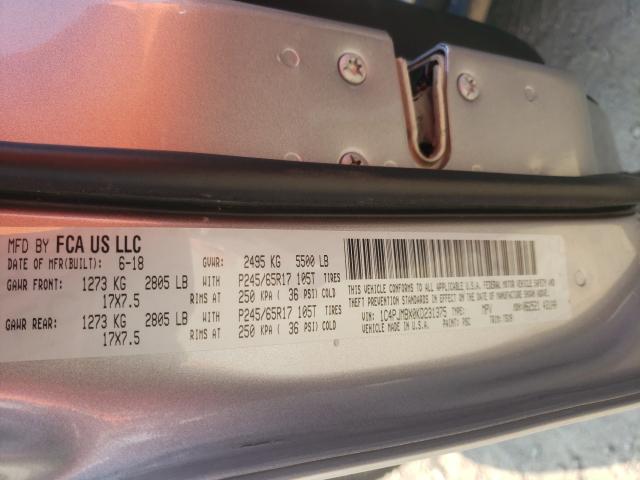 MFD BY FCA US LLC
DATE OF MFR(BUILT): 6-18 GVWR: 2495 KG 5500 LB
GAWR FRONT: 1273 KG 2805 LB WITH P245/65R17 105T TIRES
17X7.5 RIMS AT 250 KPA ( 36 PSI) COLD
GAWR REAR: 1273 KG 2805 LB WITH P245/65R17 105T TIRES
17X7.5 RIMS AT 250 KPA ( 36 PSI) COLD
THIS VEHICLE CONFORMS TO ALL APPLICABLE U.S.A. FEDERAL MOTOR VEHICLE SAFETY AND
THEFT PREVENTION STANDARDS IN EFFECT ON THE DATE OF MANUFACTURE SHOWN ABOVE.
VIN: 1C4PJMBX0KD231375 TYPE: MPV
MADE IN U.S.A. PAINT: PSC TRIM: